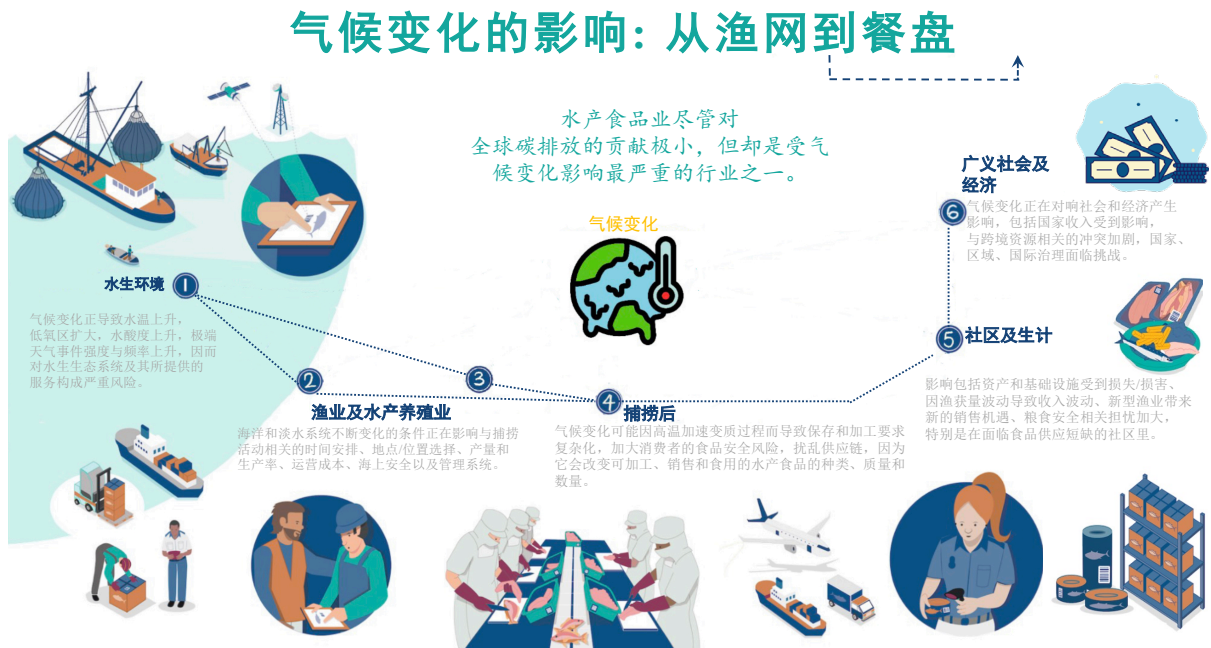 气候变化的影响: 从渔网到餐盘
水产食品业尽管对
全球碳排放的贡献极小，但却是受气
候变化影响最严重的行业之一。
气候变化
1
水生环境
气候变化正导致水温上升，
低氧区扩大，水酸度上升，极端
天气事件强度与频率上升，因而
对水生生态系统及其所提供的
服务构成严重风险。
2
3
渔业及水产养殖业
海洋和淡水系统不断变化的条件正在影响与捕捞
活动相关的时间安排、地点/位置选择、产量和
生产率、运营成本、海上安全以及管理系统。
4
捕捞后
气候变化可能因高温加速变质过程而导致保存和加工要求
复杂化，加大消费者的食品安全风险，扰乱供应链，因为
它会改变可加工、销售和食用的水产食品的种类、质量和
数量。
5
社区及生计
影响包括资产和基础设施受到损失/损害、
因渔获量波动导致收入波动、新型渔业带来
新的销售机遇、粮食安全相关担忧加大，
特别是在面临食品供应短缺的社区里。
广义社会及
经济
6
气候变化正在对响社会和经济产生
影响，包括国家收入受到影响，
与跨境资源相关的冲突加剧，国家、
区域、国际治理面临挑战。